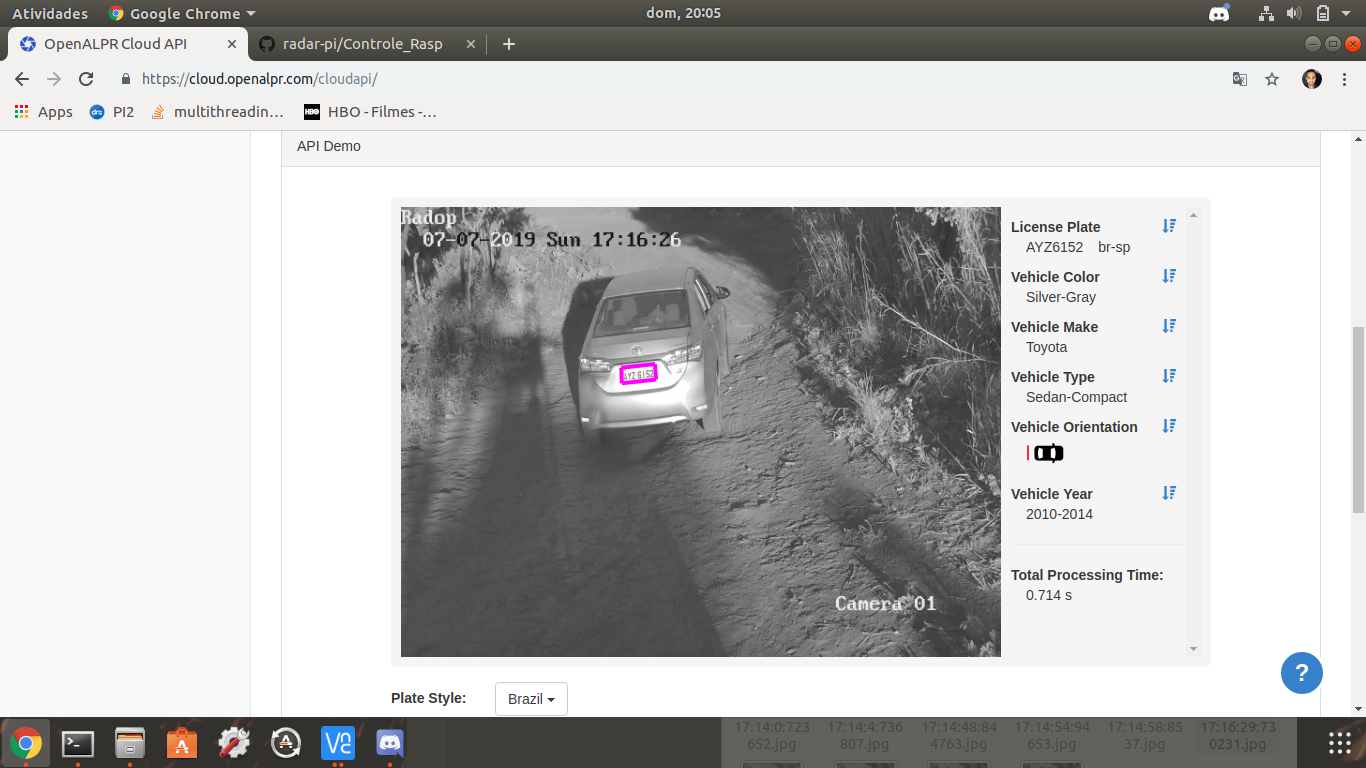 Atividades Google Chrome dom, 20:05
OpenALPR Cloud API radar-pi/Controle_Rasp
https://cloud.openalpr.com/cloudapi/
Apps PI2 multithreadin… HBO HBO - Filmes -…
API Demo
Radop
07-07-2019 Sun 17:16:26
AYZ 6152
Camera 01
License Plate
AYZ6152 br-sp
Vehicle Color
Silver-Gray
Vehicle Make
Toyota
Vehicle Type
Sedan-Compact
Vehicle Orientation
Vehicle Year
2010-2014
Total Processing Time:
0.714 s
?
Plate Style: Brazil
17:14:0:723 17:14:4:736 17:14:48:84 17:14:54:94 17:14:58:85 17:16:29:73
652.jpg 807.jpg 4763.jpg 653.jpg 37.jpg 0231.jpg